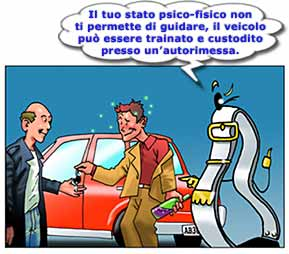 Il tuo stato psico-fisico non
ti permette di guidare, il veicolo
può essere trainato e custodito
presso un'autorimessa.